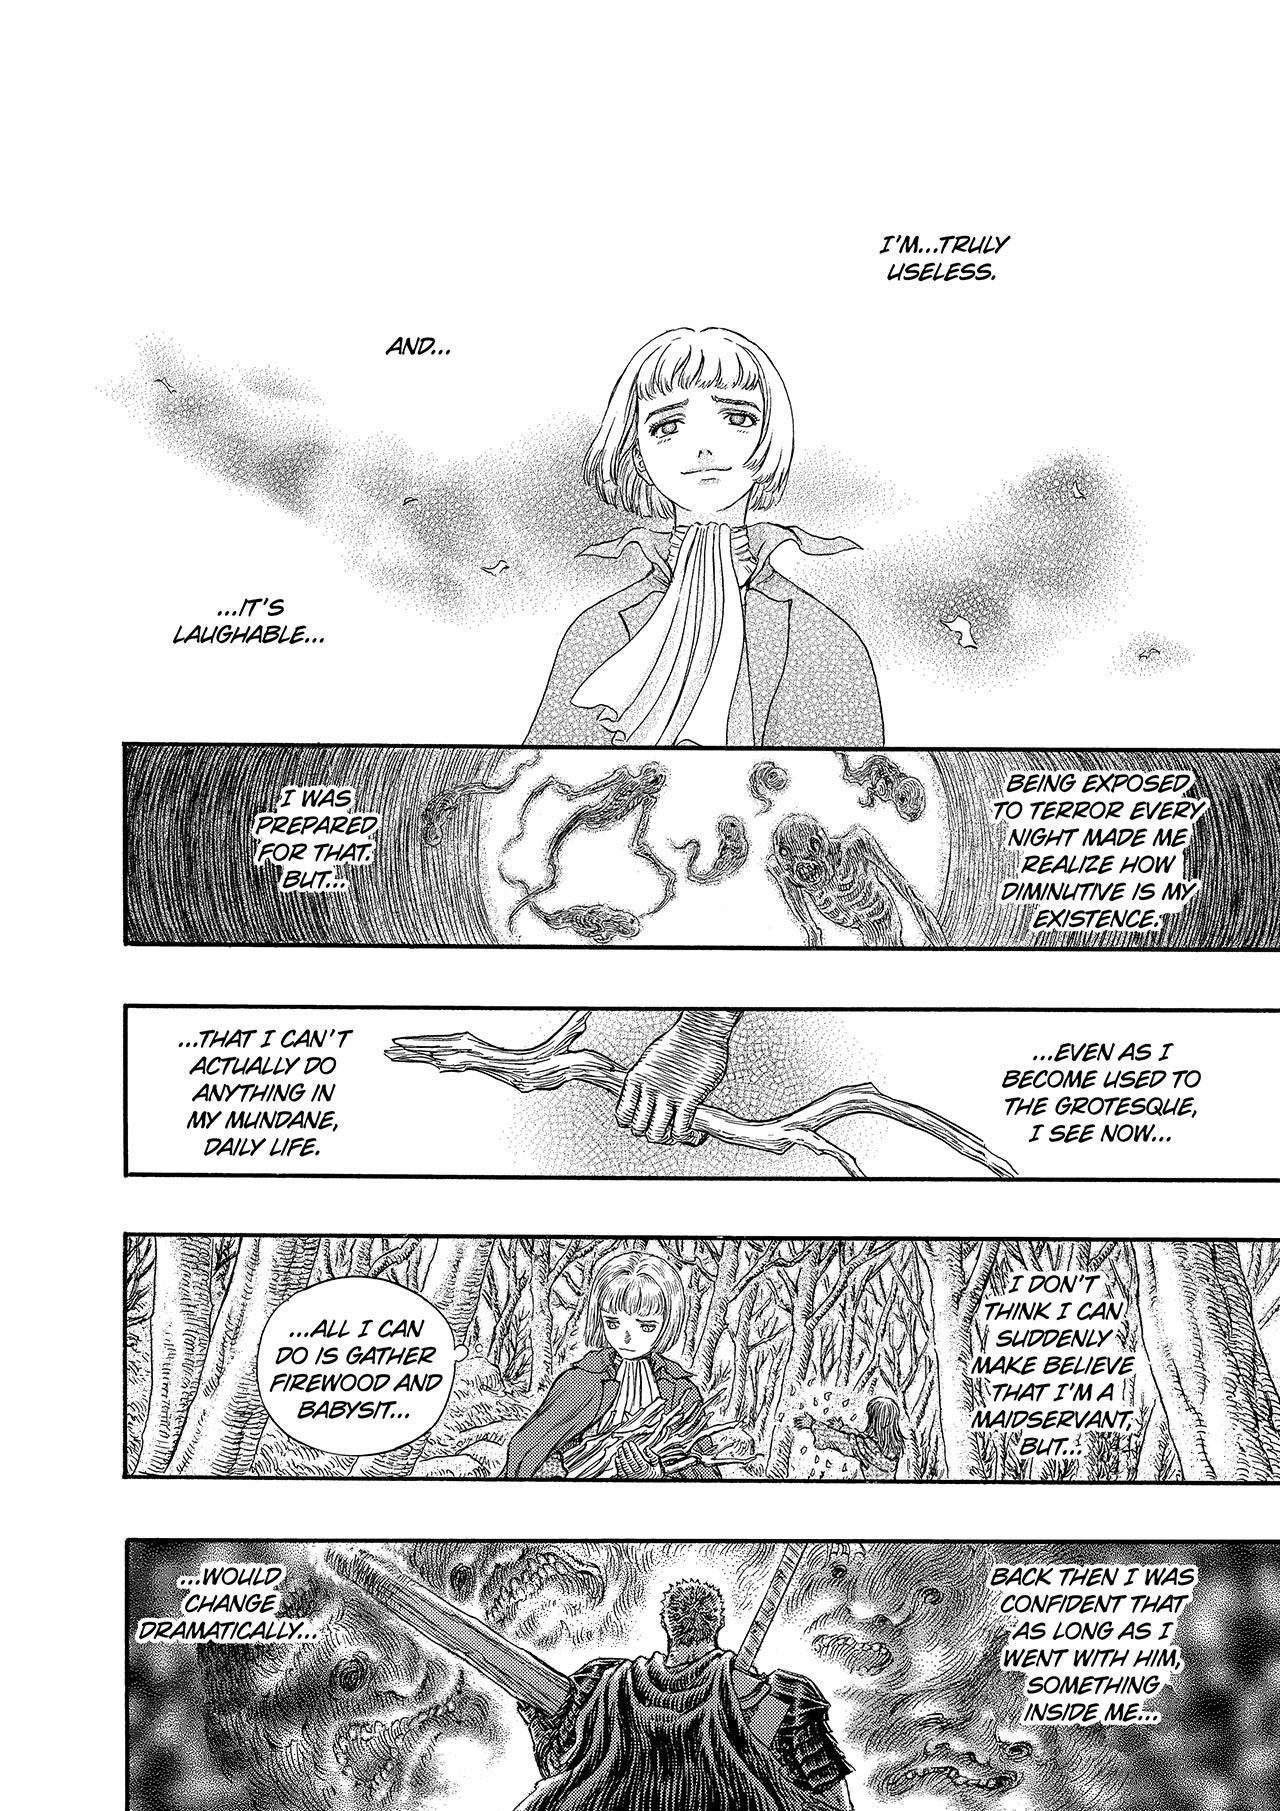 I'M...TRULY
USELESS.
AND...
...IT'S
LAUGHABLE...
BEING EXPOSED
TO TERROR EVERY
NIGHT MADE ME
REALIZE HOW
DIMINUTIVE IS MY
EXISTENCE.
I WAS
PREPARED
FOR THAT.
BUT...
...EVEN AS I
BECOME USED TO
THE GROTESQUE,
I SEE NOW...
...THAT I CAN'T
ACTUALLY DO
ANYTHING IN
MY MUNDANE,
DAILY LIFE.
I DON'T
THINK I CAN
SUDDENLY
MAKE BELIEVE
THAT I'M A
MAIDSERVANT,
BUT...
...ALL I CAN
DO IS GATHER
FIREWOOD AND
BABYSIT...
BACK THEN I WAS
CONFIDENT THAT
AS LONG AS I
WENT WITH HIM,
SOMETHING
INSIDE ME...
...WOULD
CHANGE
DRAMATICALLY...